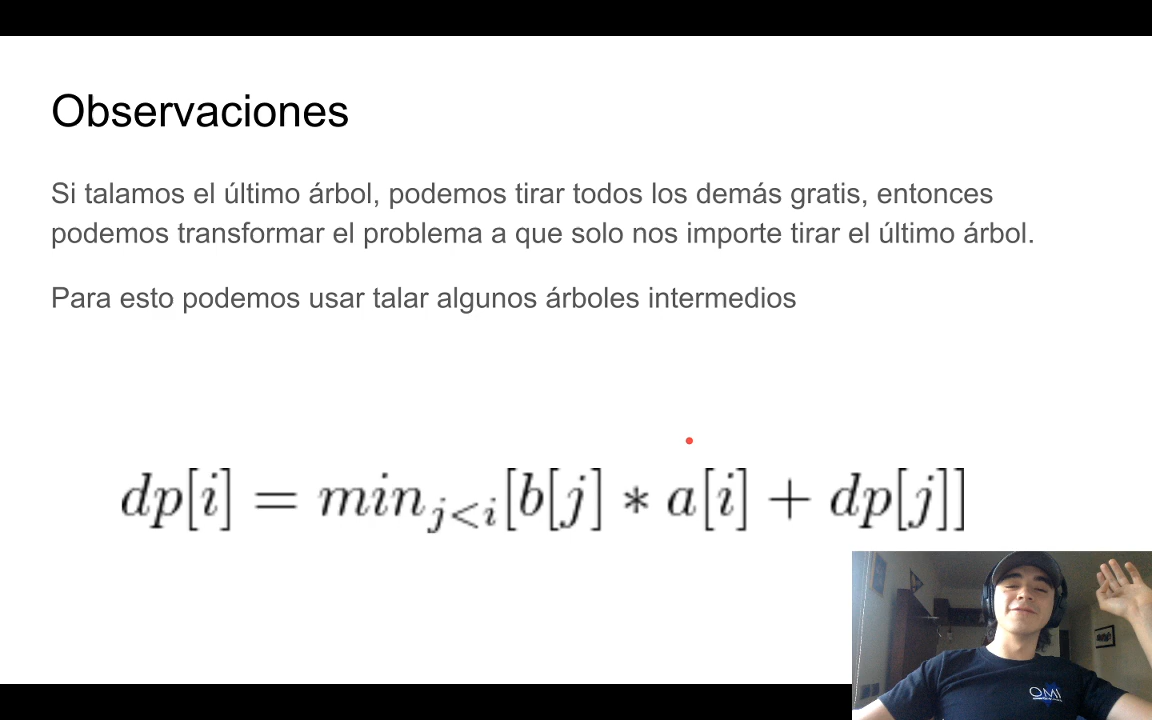 Observaciones
Si talamos el último árbol, podemos tirar todos los demás gratis, entonces
podemos transformar el problema a que solo nos importe tirar el último árbol.
Para esto podemos usar talar algunos árboles intermedios
dp[i] = min_{j<i}[b[j] * a[i] + dp[j]]
OMI